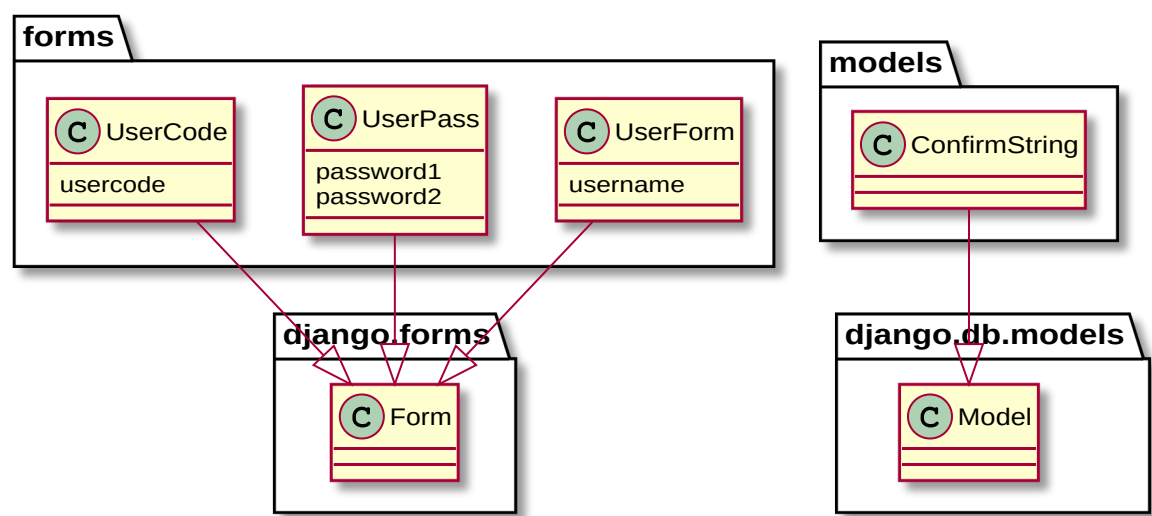 forms
C UserCode
usercode
C UserPass
password1
password2
C UserForm
username
models
C ConfirmString
django.forms
C Form
django.db.models
C Model